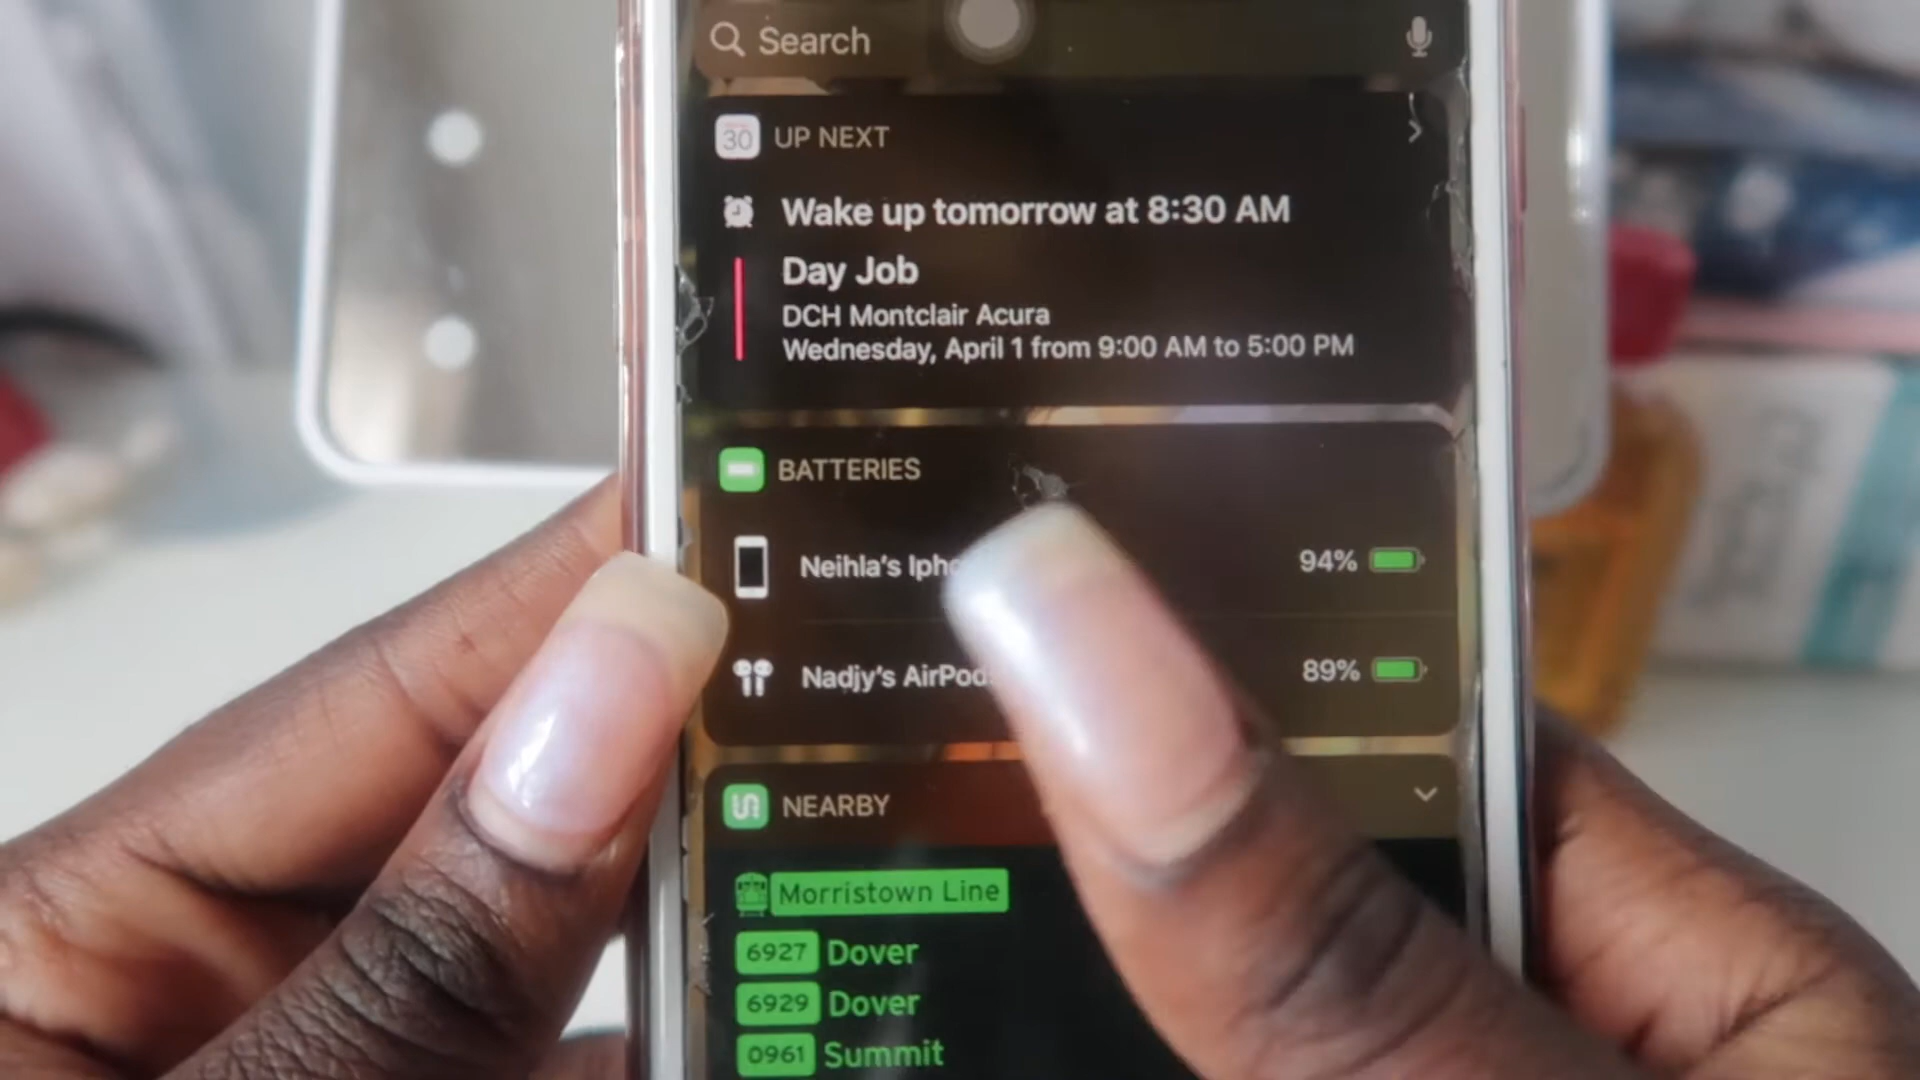 Search
30 UP NEXT
Wake up tomorrow at 8:30 AM
Day Job
DCH Montclair Acura
Wednesday, April 1 from 9:00 AM to 5:00 PM
BATTERIES
Neihla's 94%
Nadjy's 89%
NEARBY
Morristown Line
6927 Dover
6929 Dover
0961 Summit